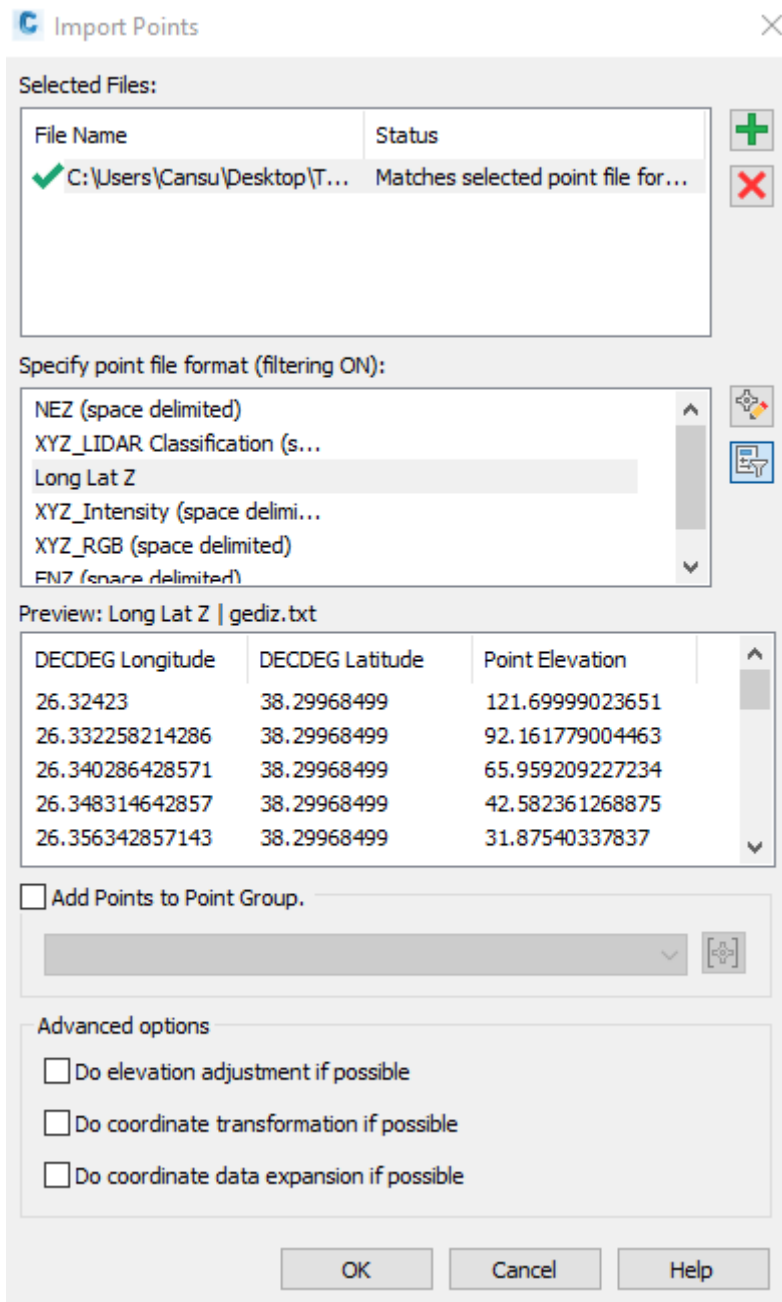 Import Points
Selected Files:
File Name Status
C:\Users\Cansu\Desktop\T... Matches selected point file for...
Specify point file format (filtering ON):
NEZ (space delimited)
XYZ_LIDAR Classification (s...
Long Lat Z
XYZ_Intensity (space delimi...
XYZ_RGB (space delimited)
ENZ (space delimited)
Preview: Long Lat Z | gediz.txt
DECDEG Longitude DECDEG Latitude Point Elevation
26.32423 38.29968499 121.69999023651
26.332258214286 38.29968499 92.161779004463
26.340286428571 38.29968499 65.959209227234
26.348314642857 38.29968499 42.582361268875
26.356342857143 38.29968499 31.87540337837
Add Points to Point Group.
Advanced options
Do elevation adjustment if possible
Do coordinate transformation if possible
Do coordinate data expansion if possible
OK Cancel Help